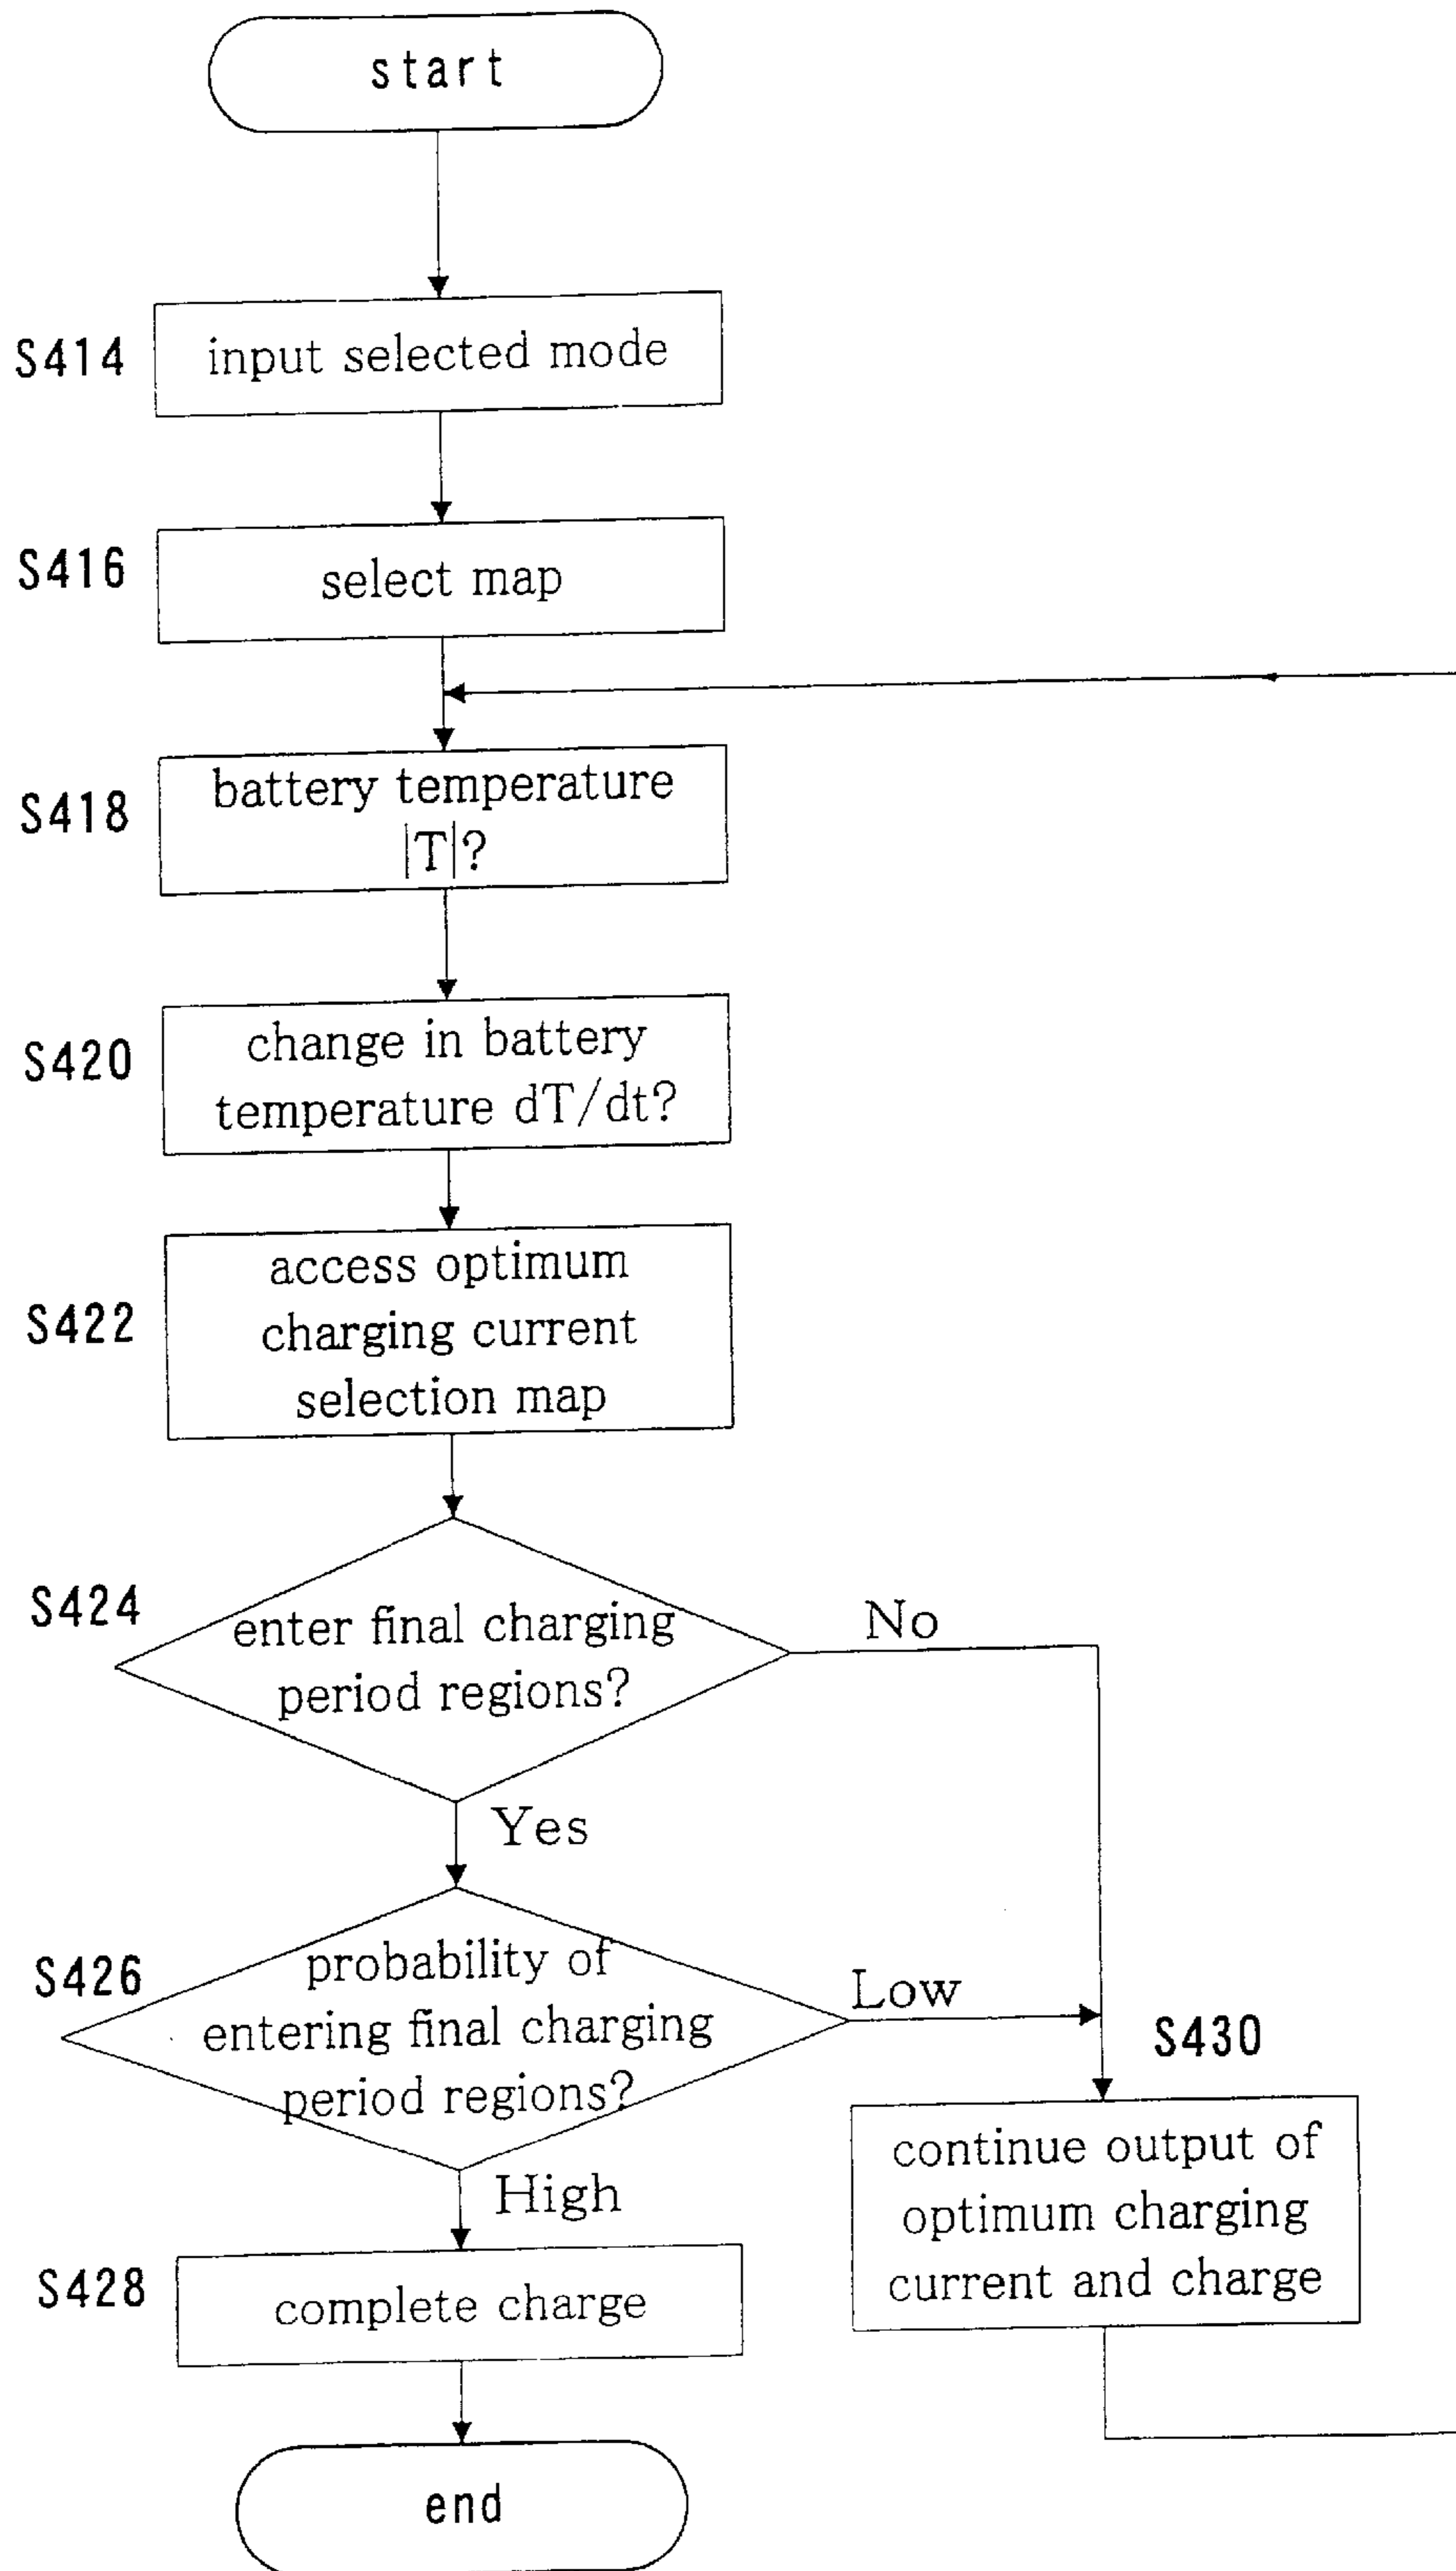 start
S414
input selected mode
S416
select map
S418
battery temperature
|T|?
S420
change in battery
temperature dT/dt?
S422
access optimum
charging current
selection map
S424
enter final charging
period regions?
No
Yes
S426
probability of
entering final charging
period regions?
Low
High
S430
continue output of
optimum charging
current and charge
S428
complete charge
end